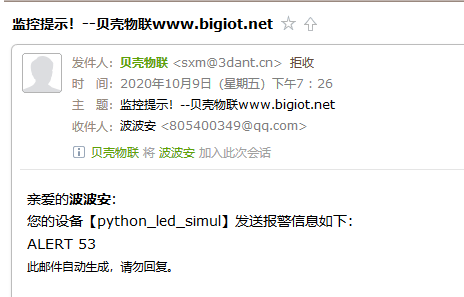 监控提示！--贝壳物联www.bigiot.net
发件人：贝壳物联 <sxm@3dant.cn> 拒收
时 间：2020年10月9日（星期五）下午7：26
主 题：监控提示！--贝壳物联www.bigiot.net
收件人：波波安 <805400349@qq.com>
贝壳物联 将 波波安 加入此次会话
亲爱的波波安：
您的设备【python_led_simul】发送报警信息如下：
ALERT 53
此邮件自动生成，请勿回复。